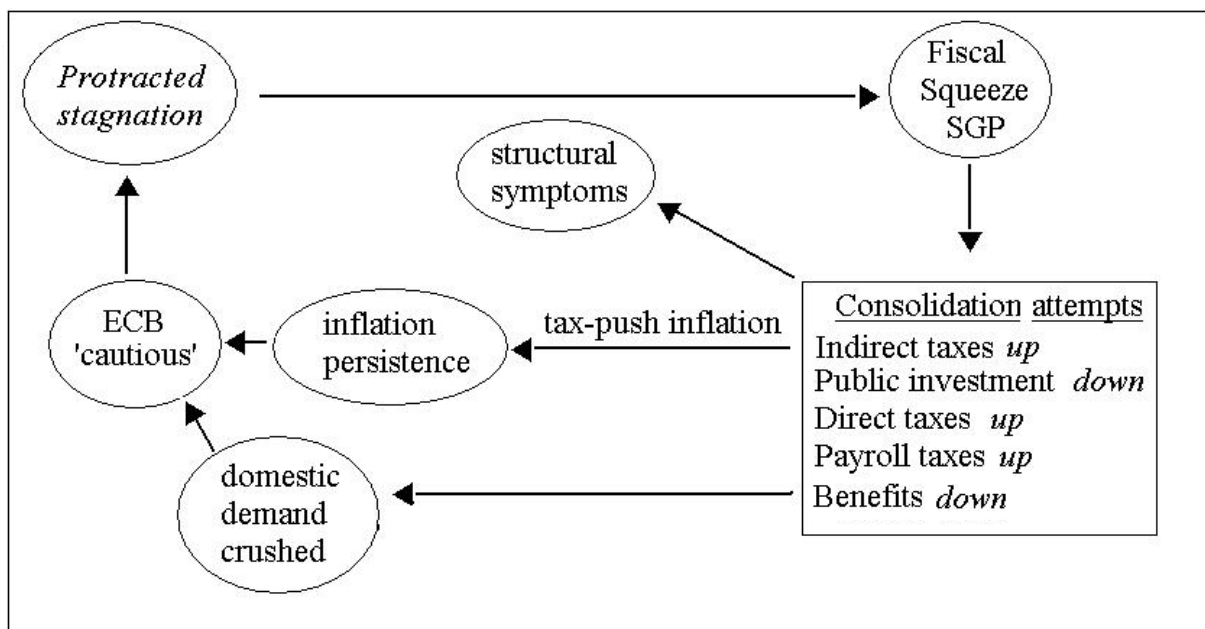 Protracted
stagnation
Fiscal
Squeeze
SGP
structural
symptoms
ECB
'cautious'
inflation
persistence
tax-push inflation
Consolidation attempts
Indirect taxes up
Public investment down
Direct taxes up
Payroll taxes up
Benefits down
domestic
demand
crushed